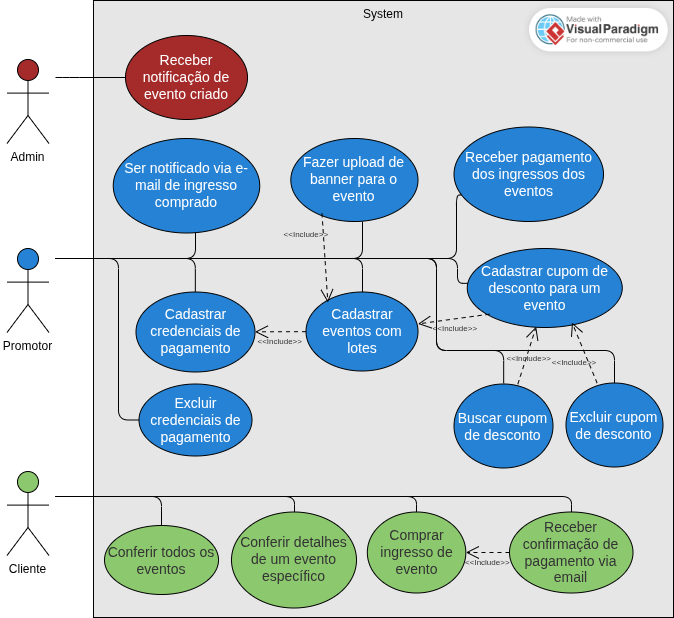 System
Made with
VisualParadigm
For non-commercial use
Receber
notificação de
evento criado
Admin
Ser notificado via e-
mail de ingresso
comprado
Fazer upload de
banner para o
evento
Receber pagamento
dos ingressos dos
eventos
<<Include>>
Promotor
Cadastrar cupom de
desconto para um
evento
Cadastrar
credenciais de
pagamento
<<Include>>
Cadastrar
eventos com
lotes
<<Include>>
<<Include>>
<<Include>>
Excluir
credenciais de
pagamento
Buscar cupom
de desconto
Excluir cupom
de desconto
Cliente
Conferir todos os
eventos
Conferir detalhes
de um evento
específico
Comprar
ingresso de
evento
<<Include>>
Receber
confirmação de
pagamento via
email